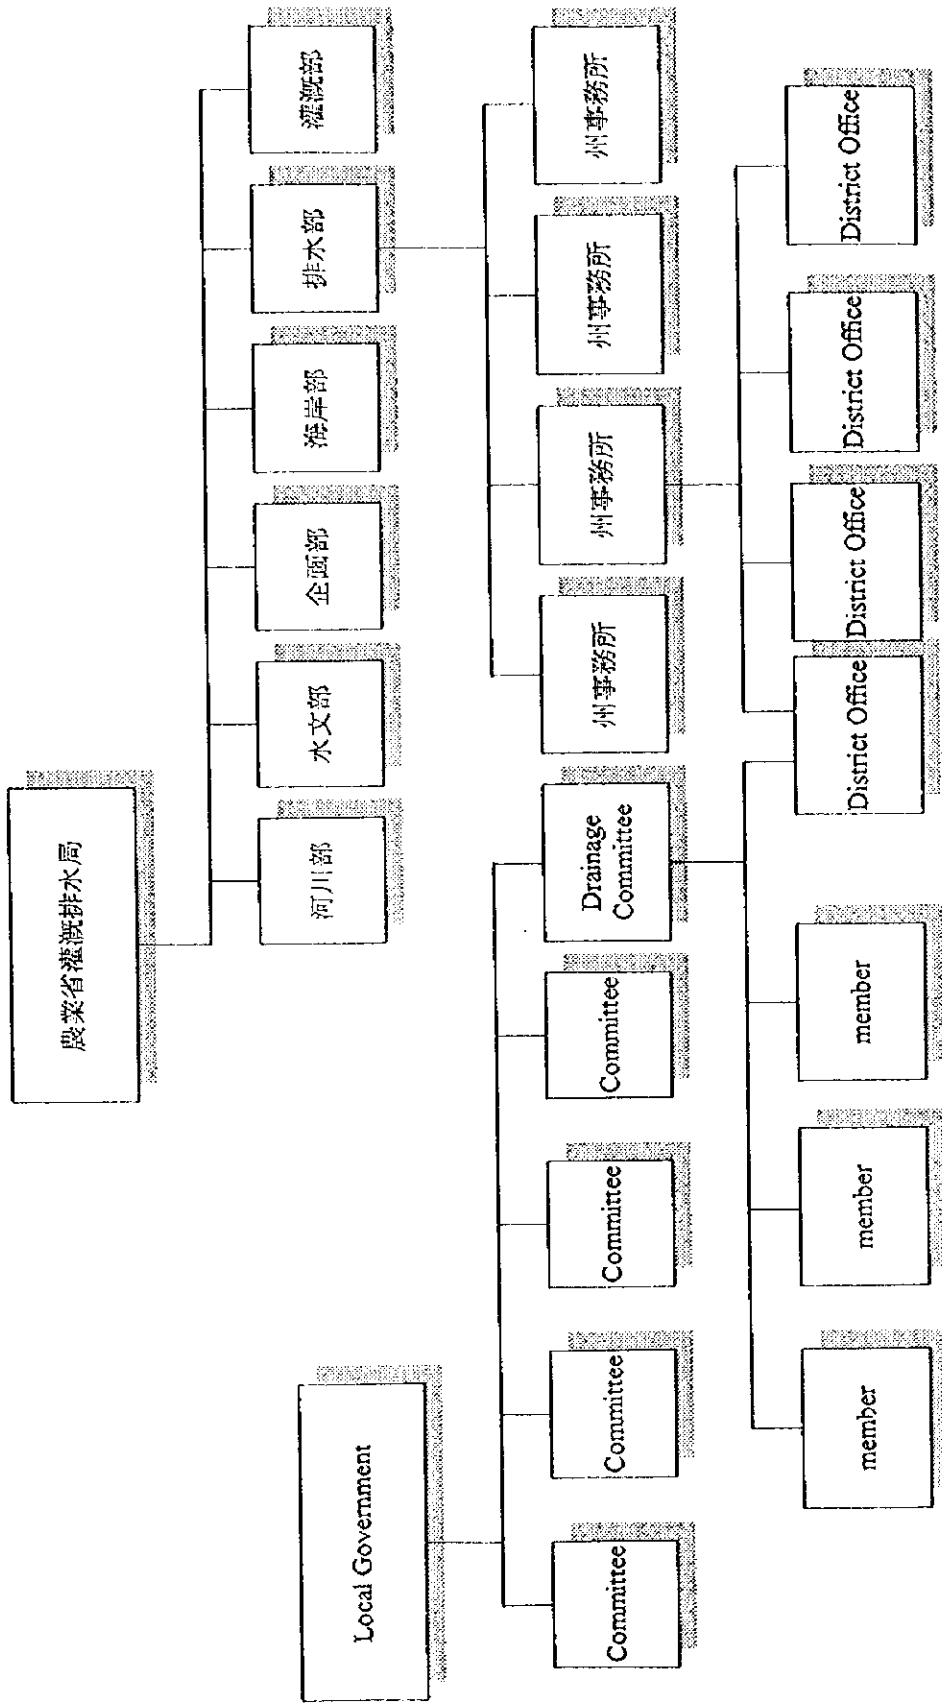 農業省灌漑排水局
Local Government
河川部
水文部
企画部
海岸部
排水部
灌漑部
Committee
Committee
Committee
Committee
Drainage
Committee
州事務所
州事務所
州事務所
州事務所
member
member
member
District Office
District Office
District Office
District Office